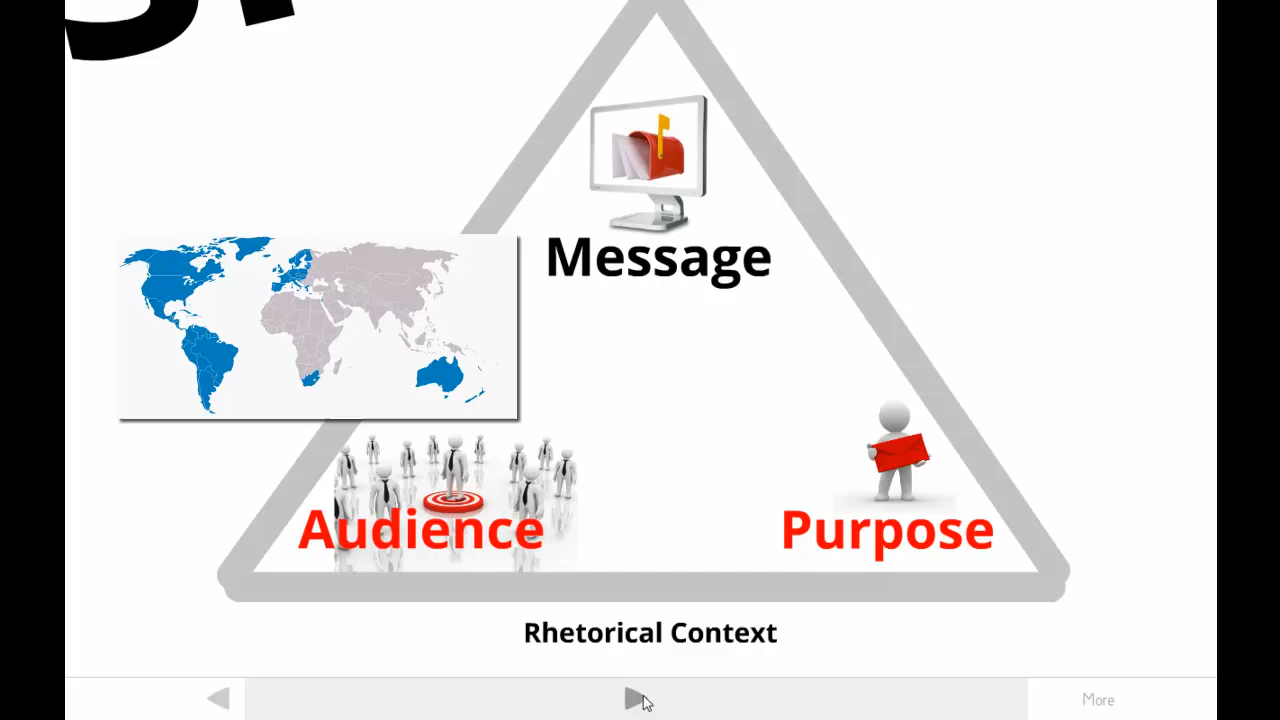 Message
Audience
Purpose
Rhetorical Context
More